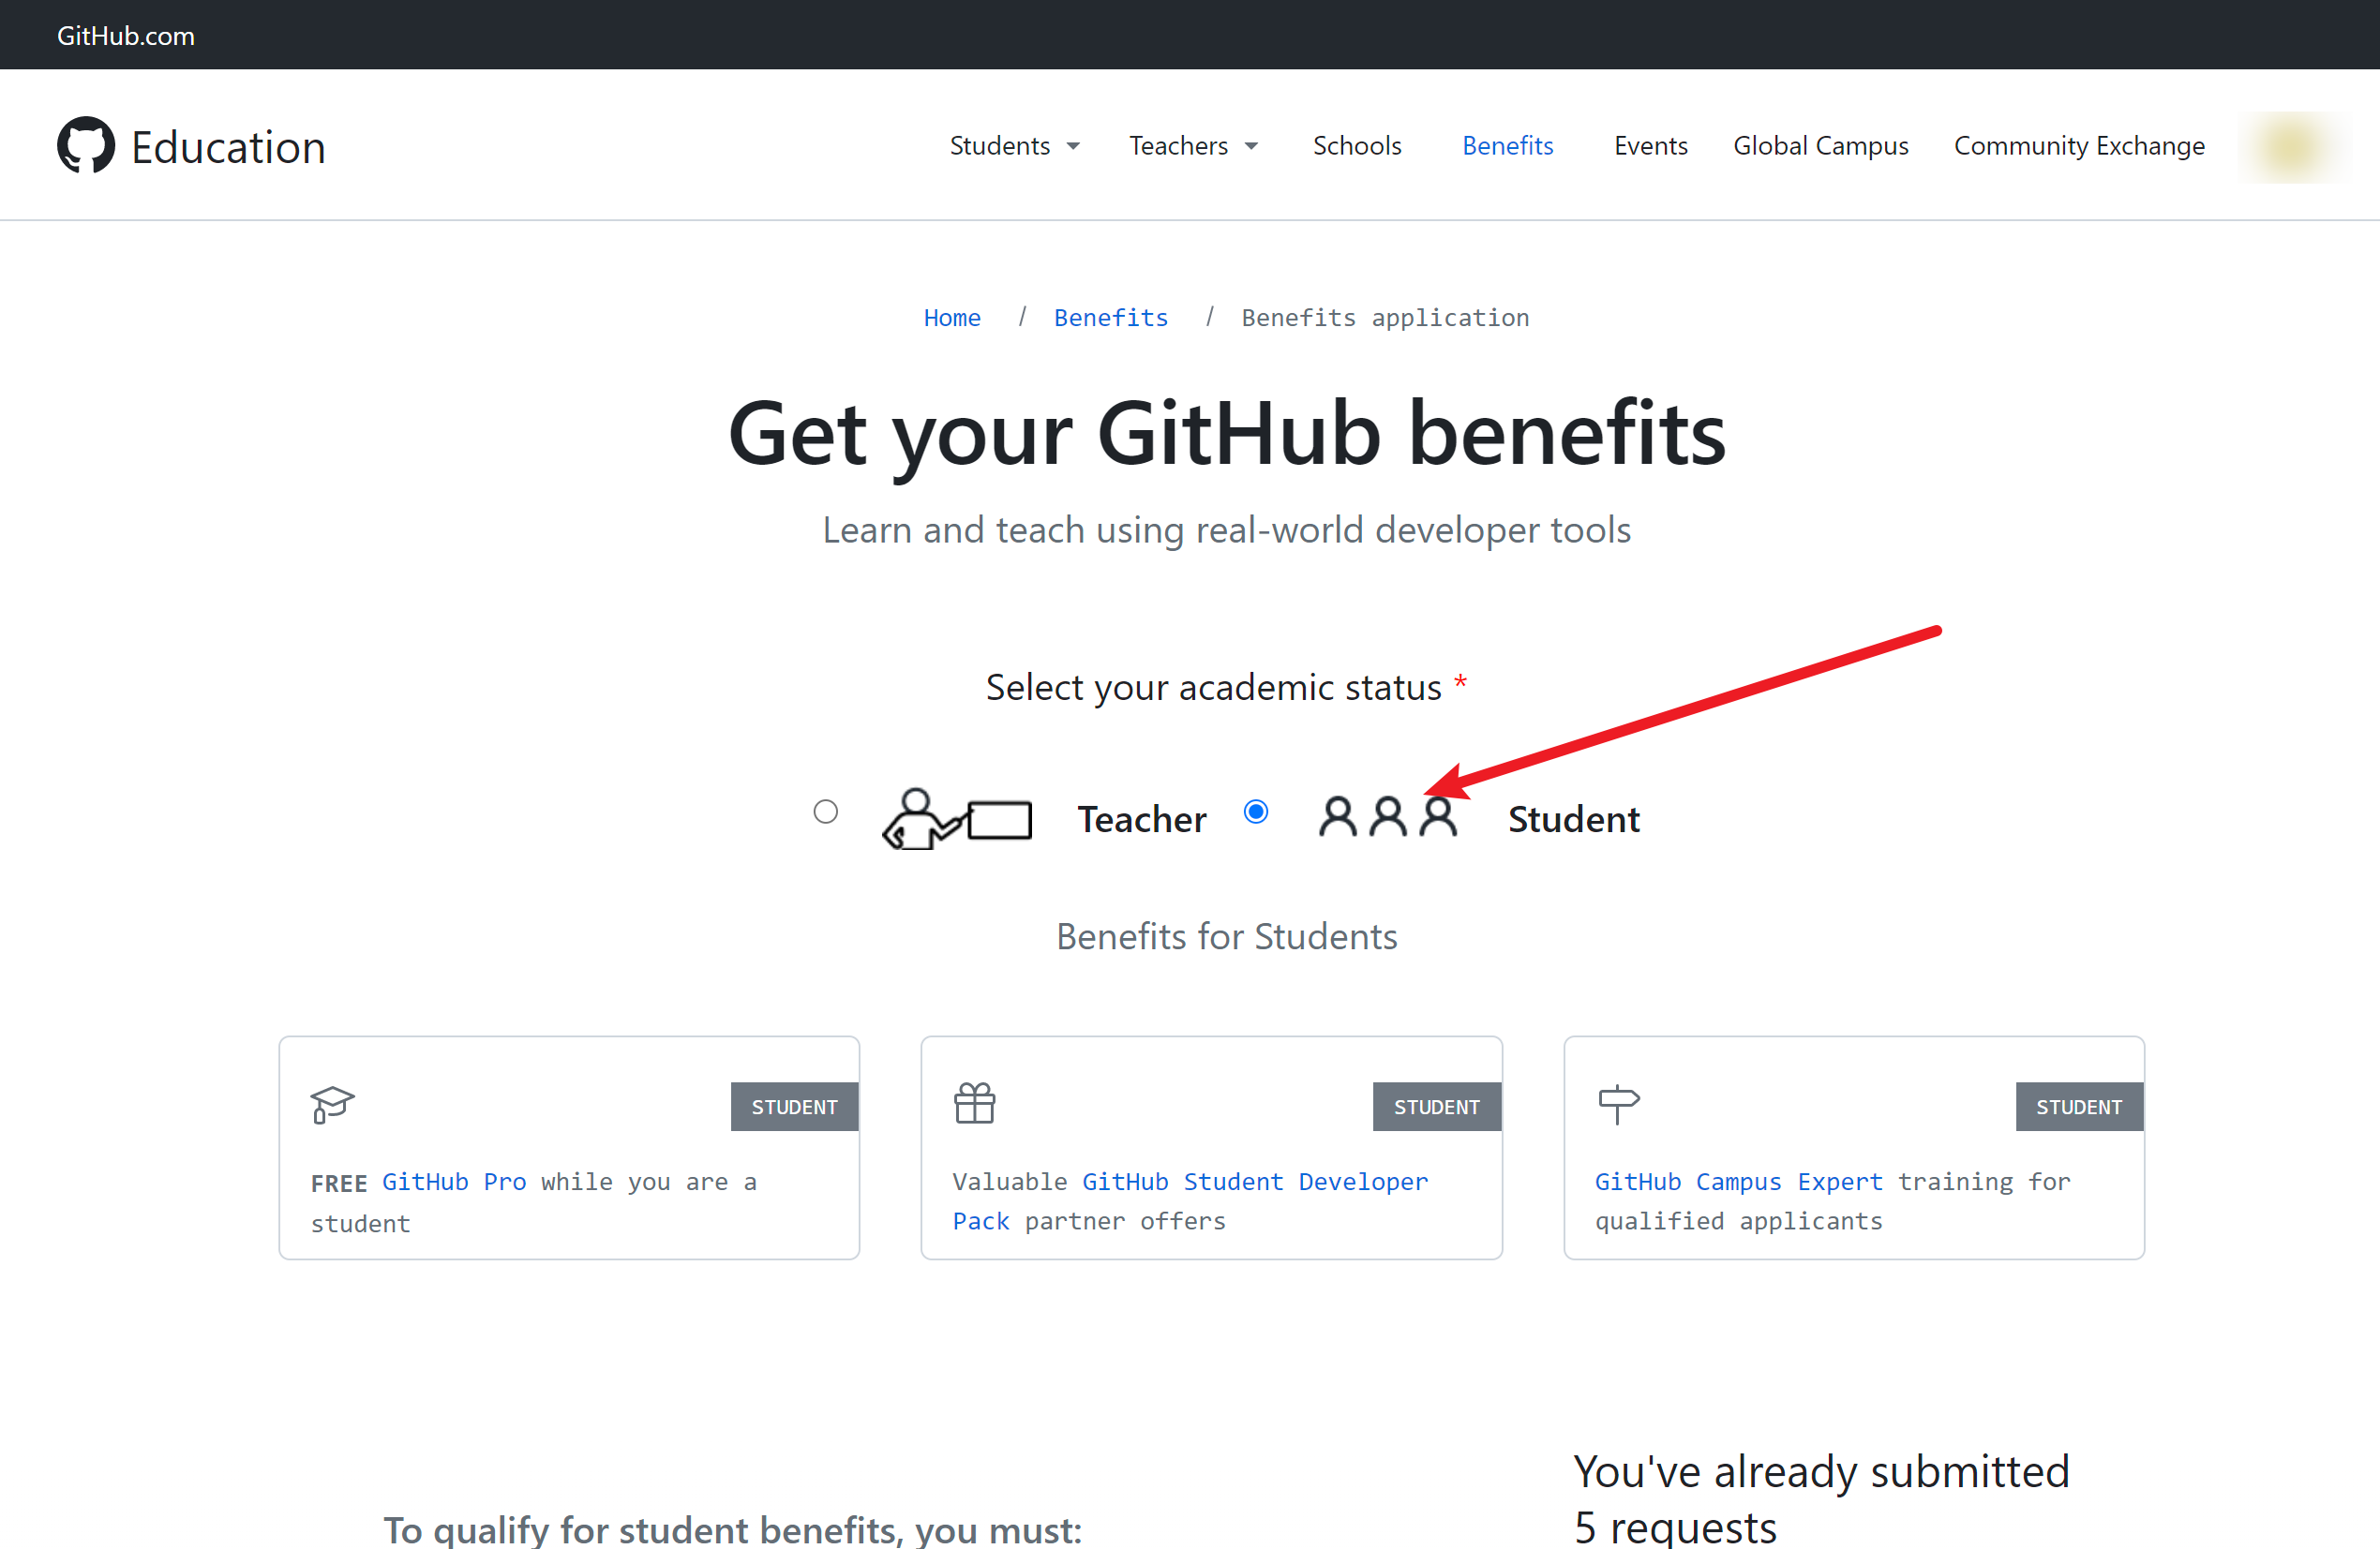 GitHub.com
Education
Students Teachers Schools Benefits Events Global Campus Community Exchange
Home / Benefits / Benefits application
Get your GitHub benefits
Learn and teach using real-world developer tools
Select your academic status *
Teacher Student
Benefits for Students
STUDENT
FREE GitHub Pro while you are a
student
STUDENT
Valuable GitHub Student Developer
Pack partner offers
STUDENT
GitHub Campus Expert training for
qualified applicants
To qualify for student benefits, you must:
You've already submitted
5 requests